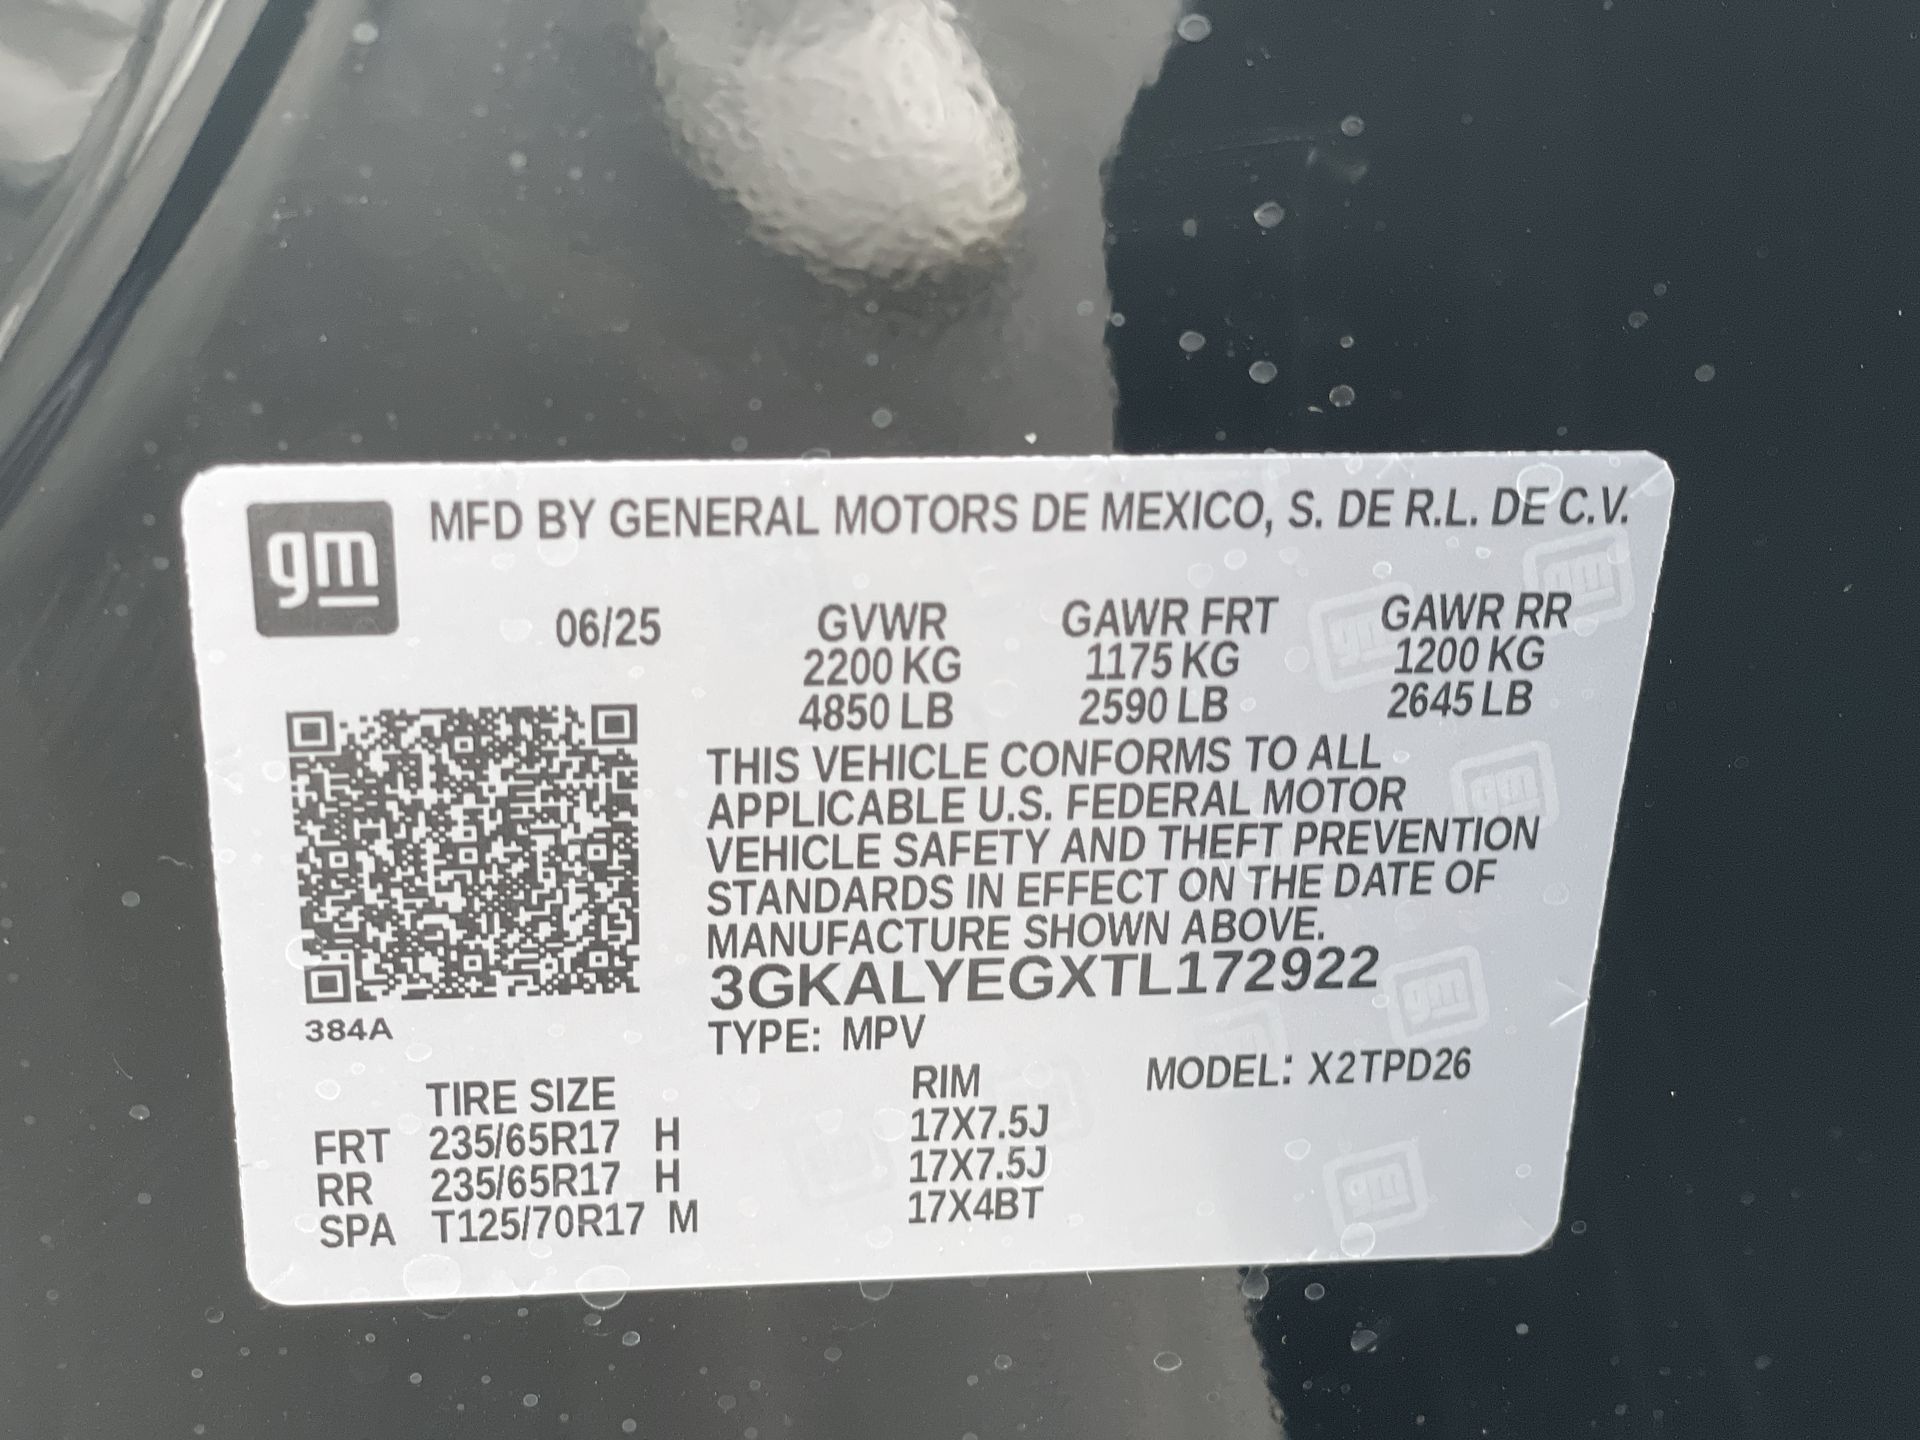 gm MFD BY GENERAL MOTORS DE MEXICO, S. DE R.L. DE C.V.
06/25 GVWR GAWR FRT GAWR RR
2200 KG 1175 KG 1200 KG
4850 LB 2590 LB 2645 LB
THIS VEHICLE CONFORMS TO ALL
APPLICABLE U.S. FEDERAL MOTOR
VEHICLE SAFETY AND THEFT PREVENTION
STANDARDS IN EFFECT ON THE DATE OF
MANUFACTURE SHOWN ABOVE.
3GKALYEGXTL172922
384A
TYPE: MPV
MODEL: X2TPD26
TIRE SIZE RIM
FRT 235/65R17 H 17X7.5J
RR 235/65R17 H 17X7.5J
SPA T125/70R17 M 17X4BT